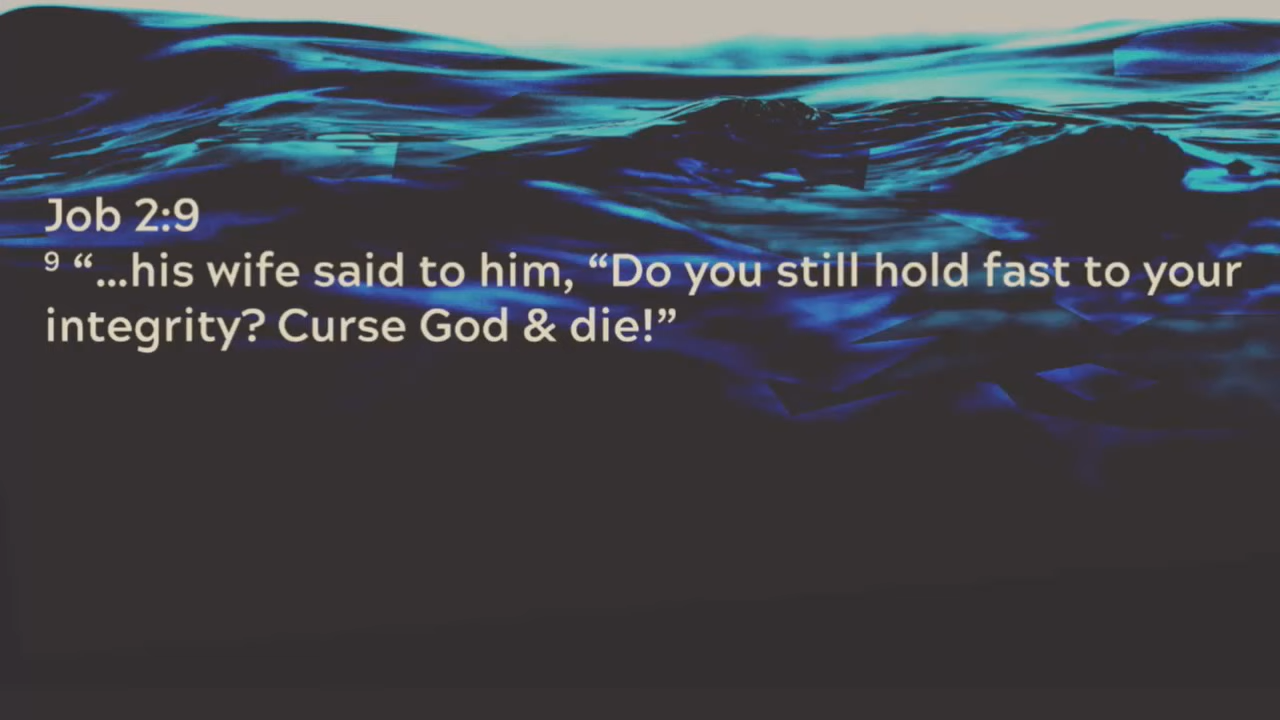 Job 2:9
⁹ “...his wife said to him, “Do you still hold fast to your
integrity? Curse God & die!”